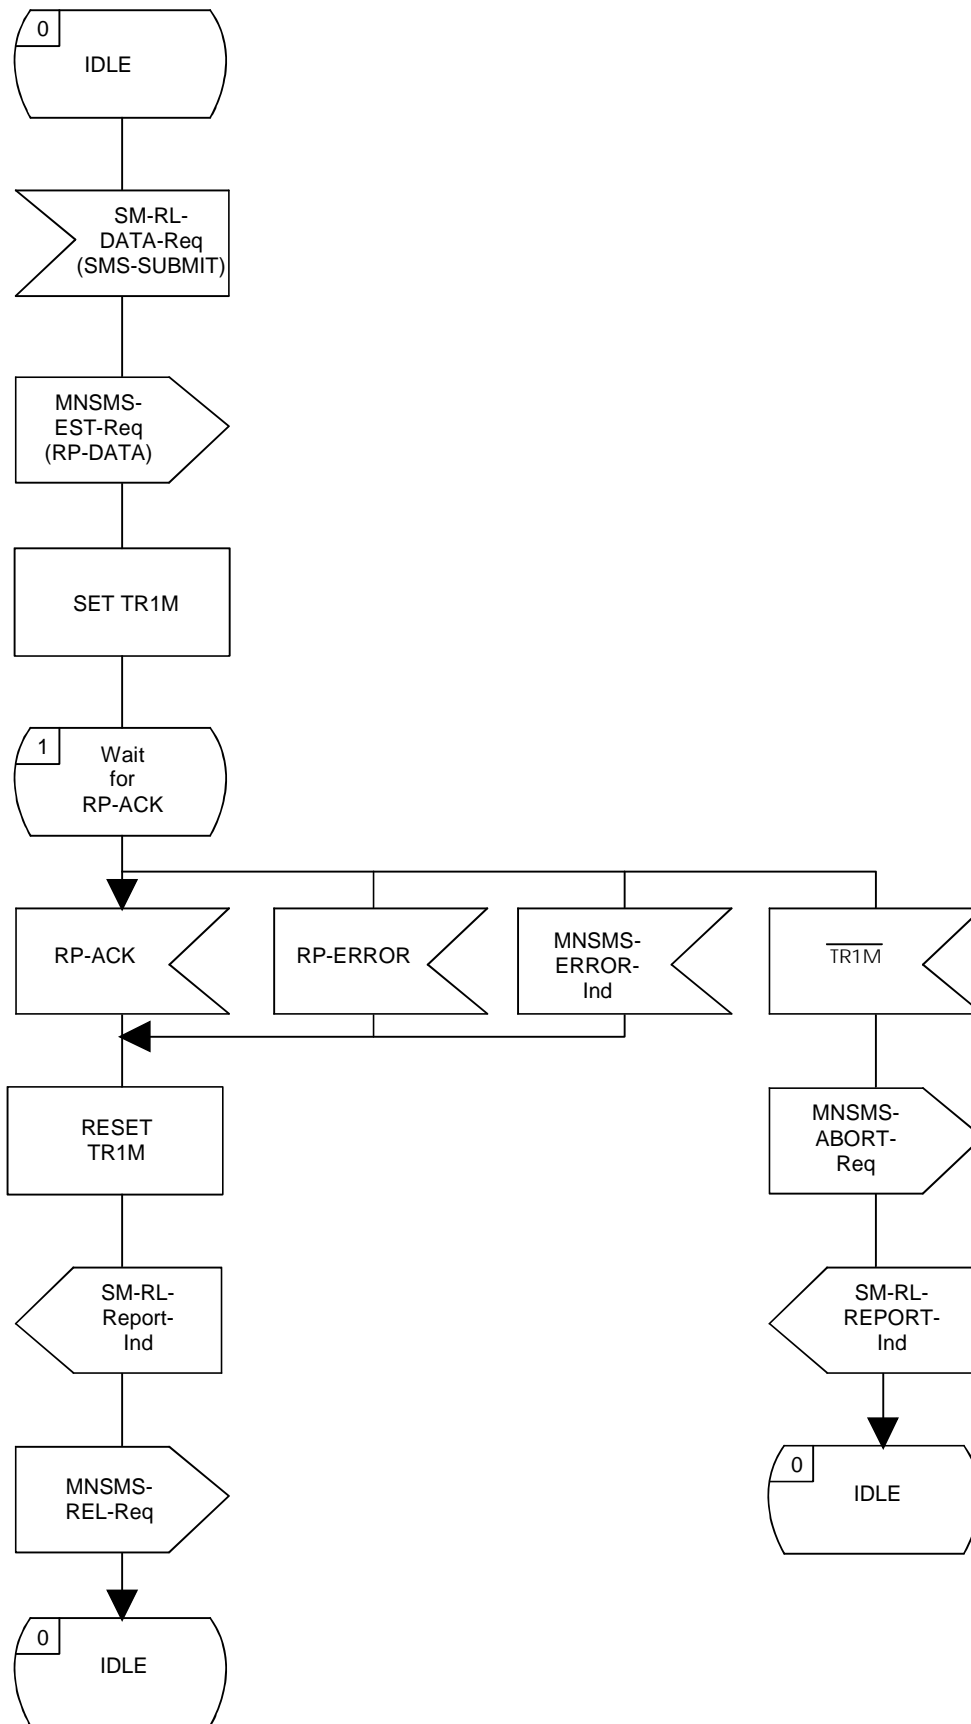 0
IDLE
SM-RL-
DATA-Req
(SMS-SUBMIT)
MNSMS-
EST-Req
(RP-DATA)
SET TR1M
1
Wait
for
RP-ACK
RP-ACK
RP-ERROR
MNSMS-
ERROR-
Ind
TR1M
RESET
TR1M
MNSMS-
ABORT-
Req
SM-RL-
Report-
Ind
SM-RL-
REPORT-
Ind
MNSMS-
REL-Req
0
IDLE
0
IDLE